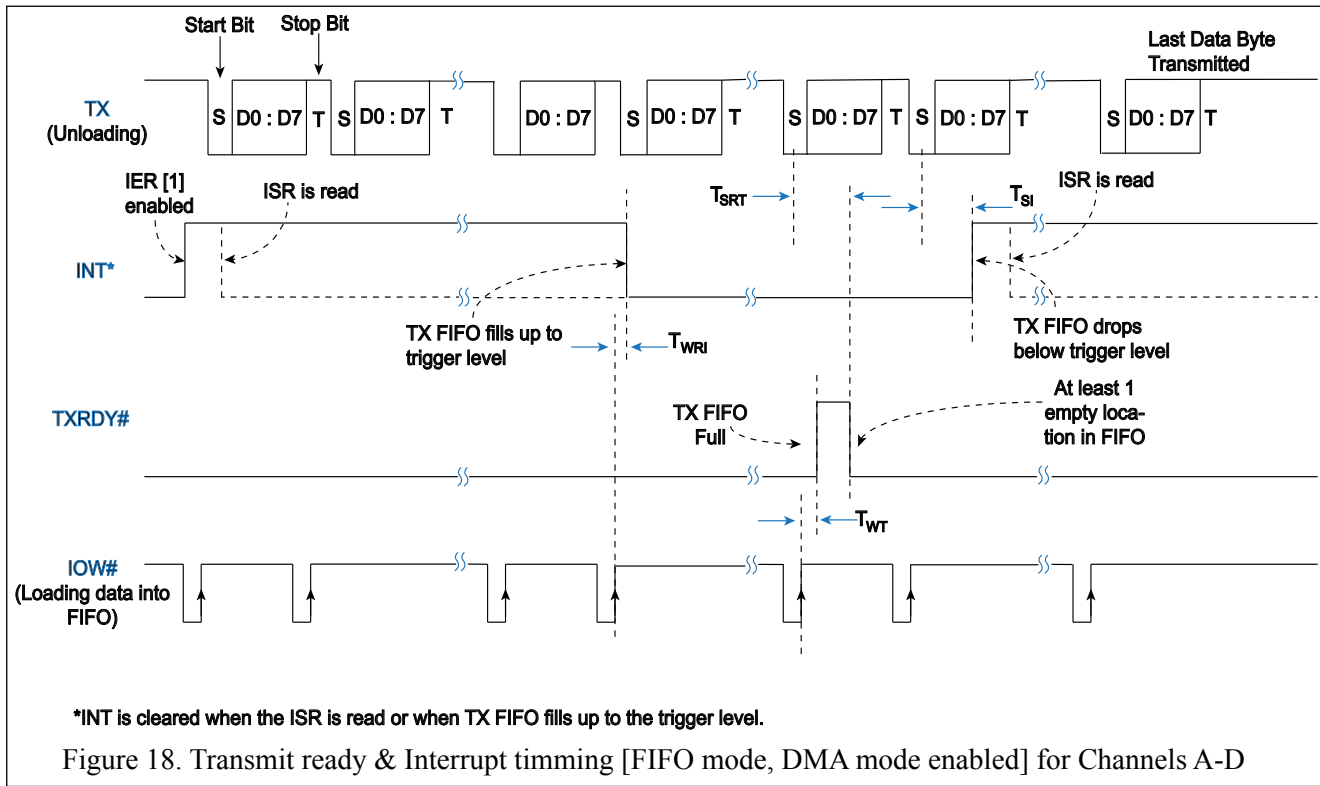 Start Bit
Stop Bit
Last Data Byte
Transmitted
TX
(Unloading)
S D0 : D7 T S D0 : D7 T D0 : D7 S D0 : D7 T S D0 : D7 T S D0 : D7 T S D0 : D7 T
IER [1]
enabled
ISR is read
TSRT
TSI
ISR is read
INT*
TX FIFO fills up to
trigger level
TWRI
TX FIFO drops
below trigger level
TXRDY#
TX FIFO
Full
At least 1
empty loca-
tion in FIFO
TWT
IOW#
(Loading data into
FIFO)
*INT is cleared when the ISR is read or when TX FIFO fills up to the trigger level.
Figure 18. Transmit ready & Interrupt timming [FIFO mode, DMA mode enabled] for Channels A-D